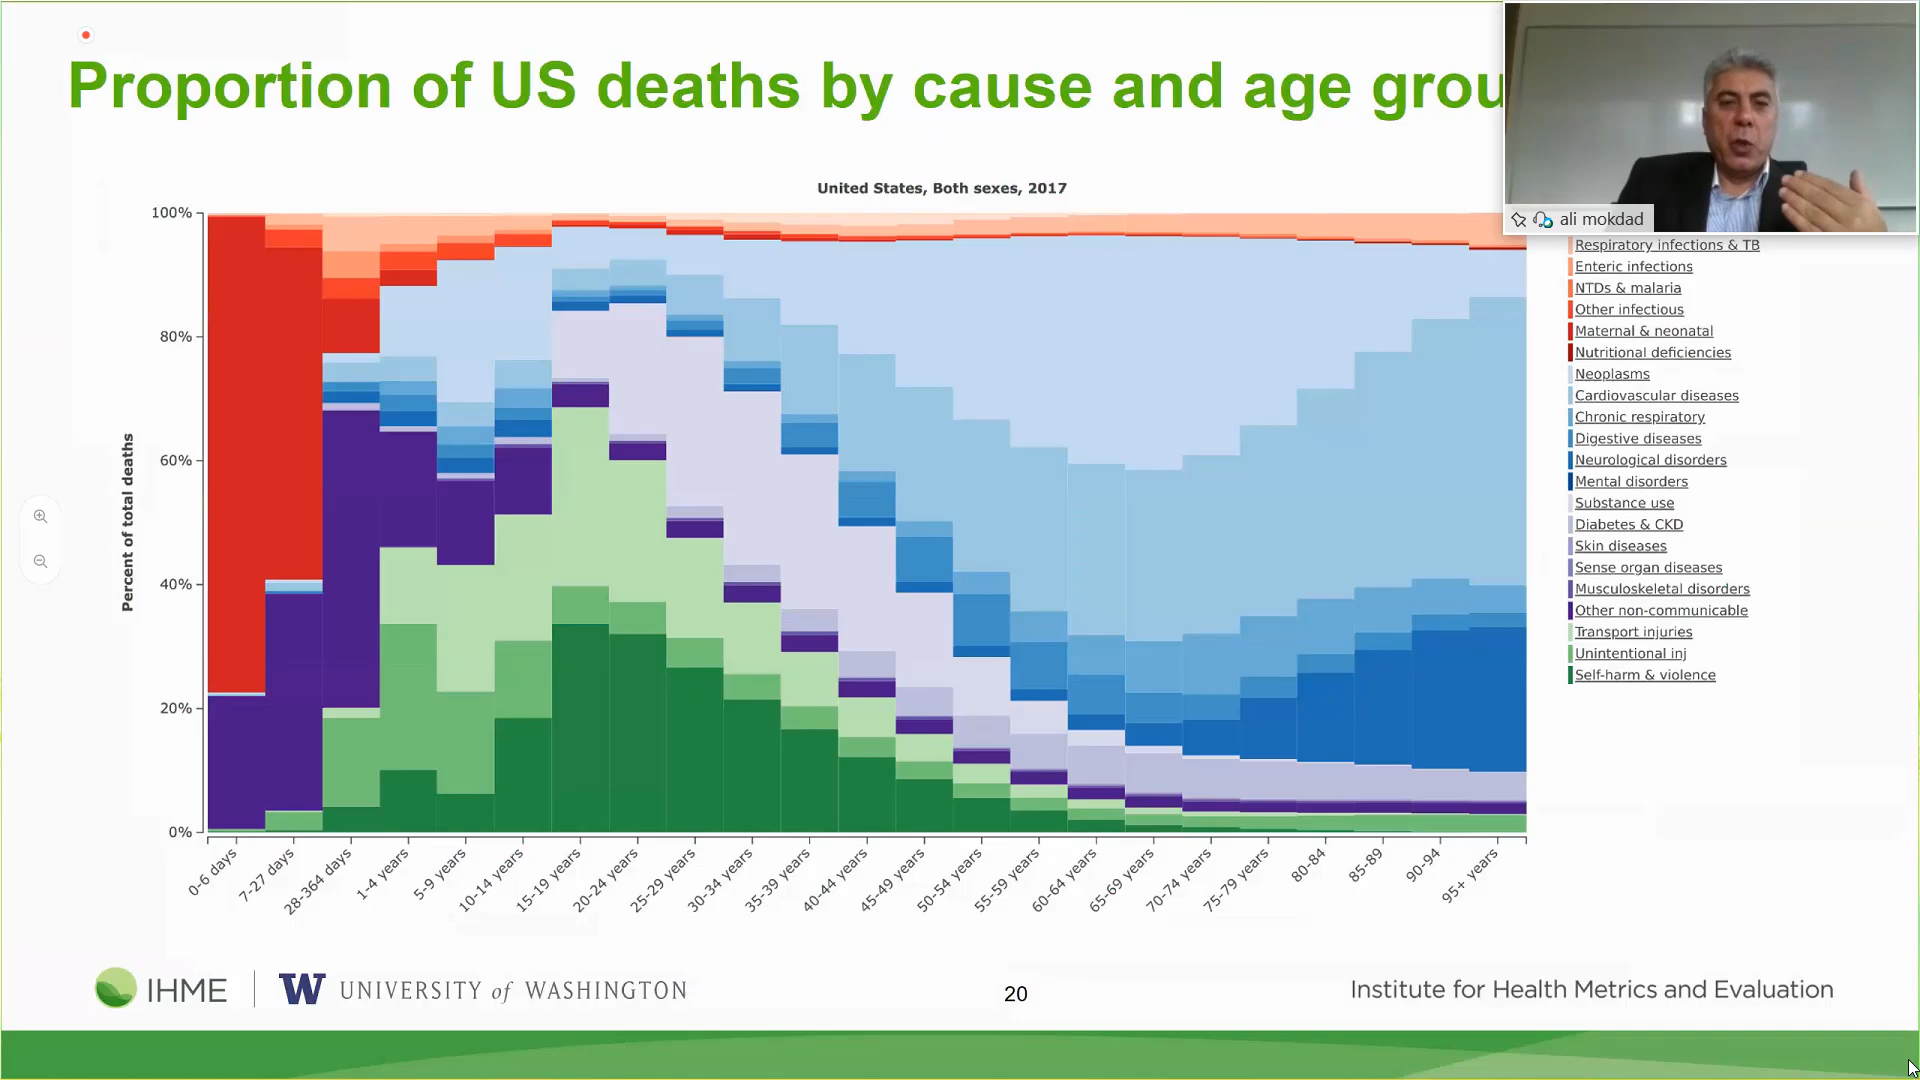 Proportion of US deaths by cause and age grou
United States, Both sexes, 2017
ali mokdad
Percent of total deaths
100%
80%
60%
40%
20%
0%
0-6 days
7-27 days
28-364 days
1-4 years
5-9 years
10-14 years
15-19 years
20-24 years
25-29 years
30-34 years
35-39 years
40-44 years
45-49 years
50-54 years
55-59 years
60-64 years
65-69 years
70-74 years
75-79 years
80-84
85-89
90-94
95+ years
Respiratory infections & TB
Enteric infections
NTDs & malaria
Other infectious
Maternal & neonatal
Nutritional deficiencies
Neoplasms
Cardiovascular diseases
Chronic respiratory
Digestive diseases
Neurological disorders
Mental disorders
Substance use
Diabetes & CKD
Skin diseases
Sense organ diseases
Musculoskeletal disorders
Other non-communicable
Transport injuries
Unintentional inj
Self-harm & violence
IHME
W UNIVERSITY of WASHINGTON
20
Institute for Health Metrics and Evaluation